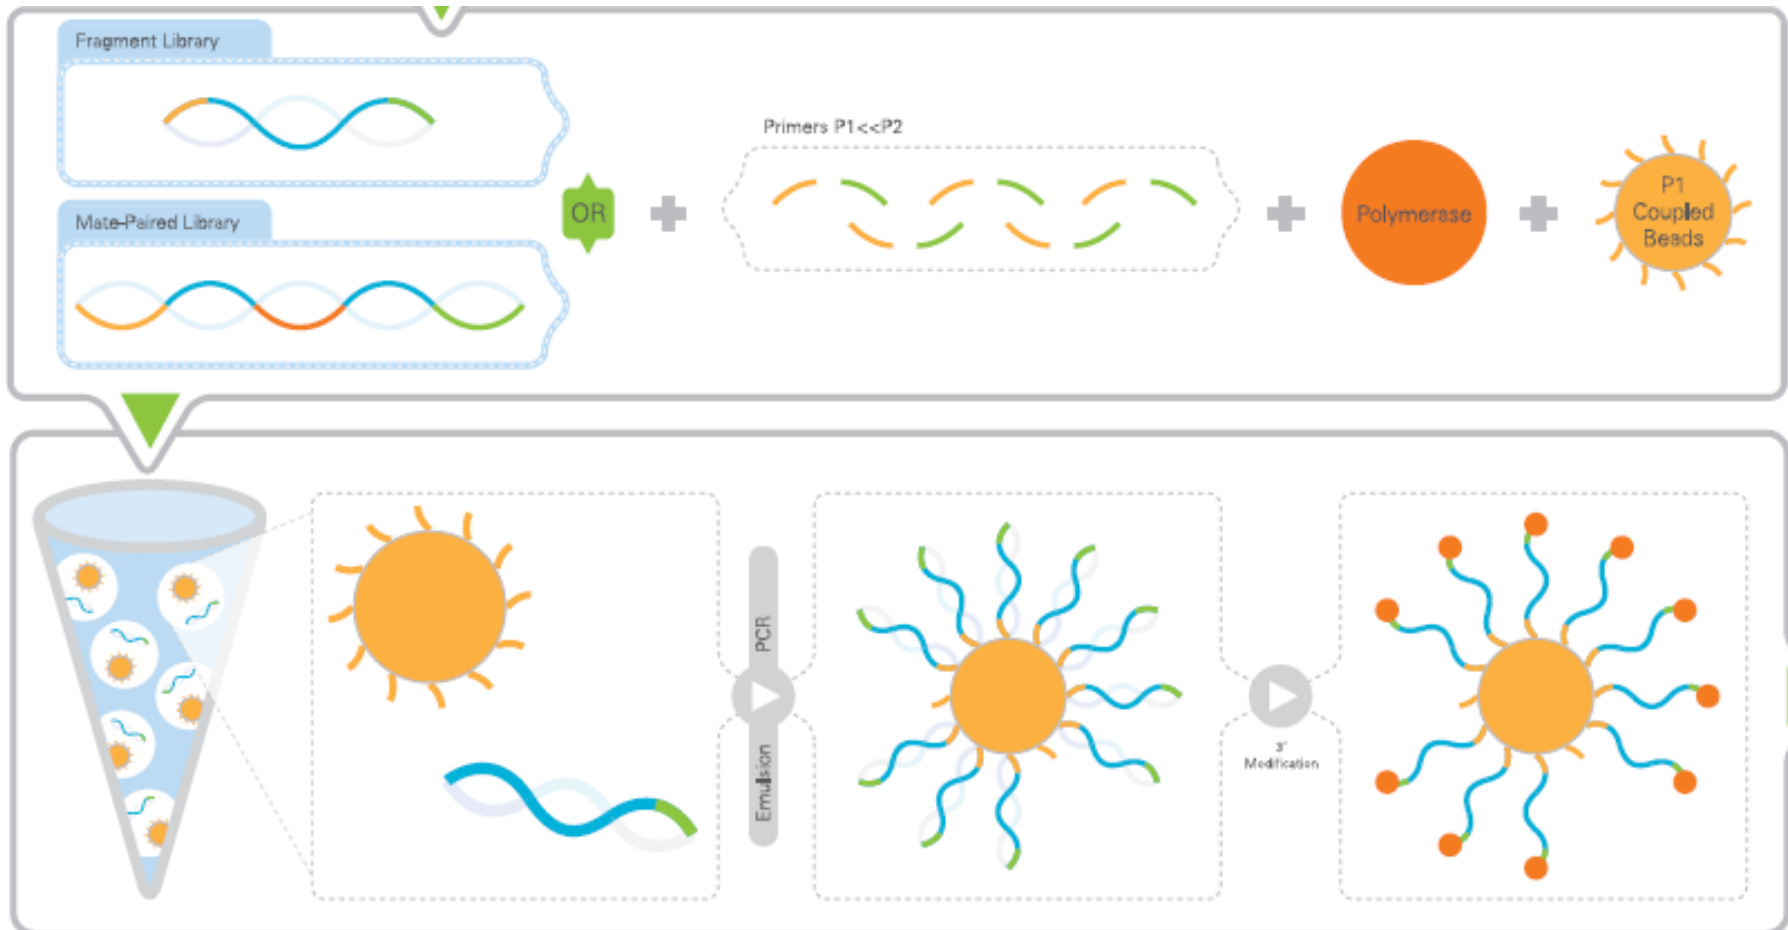 Fragment Library
Mate-Paired Library
OR
Primers P1<<P2
Polymerase
P1
Coupled
Beads
Emulsion PCR
3'
Modification